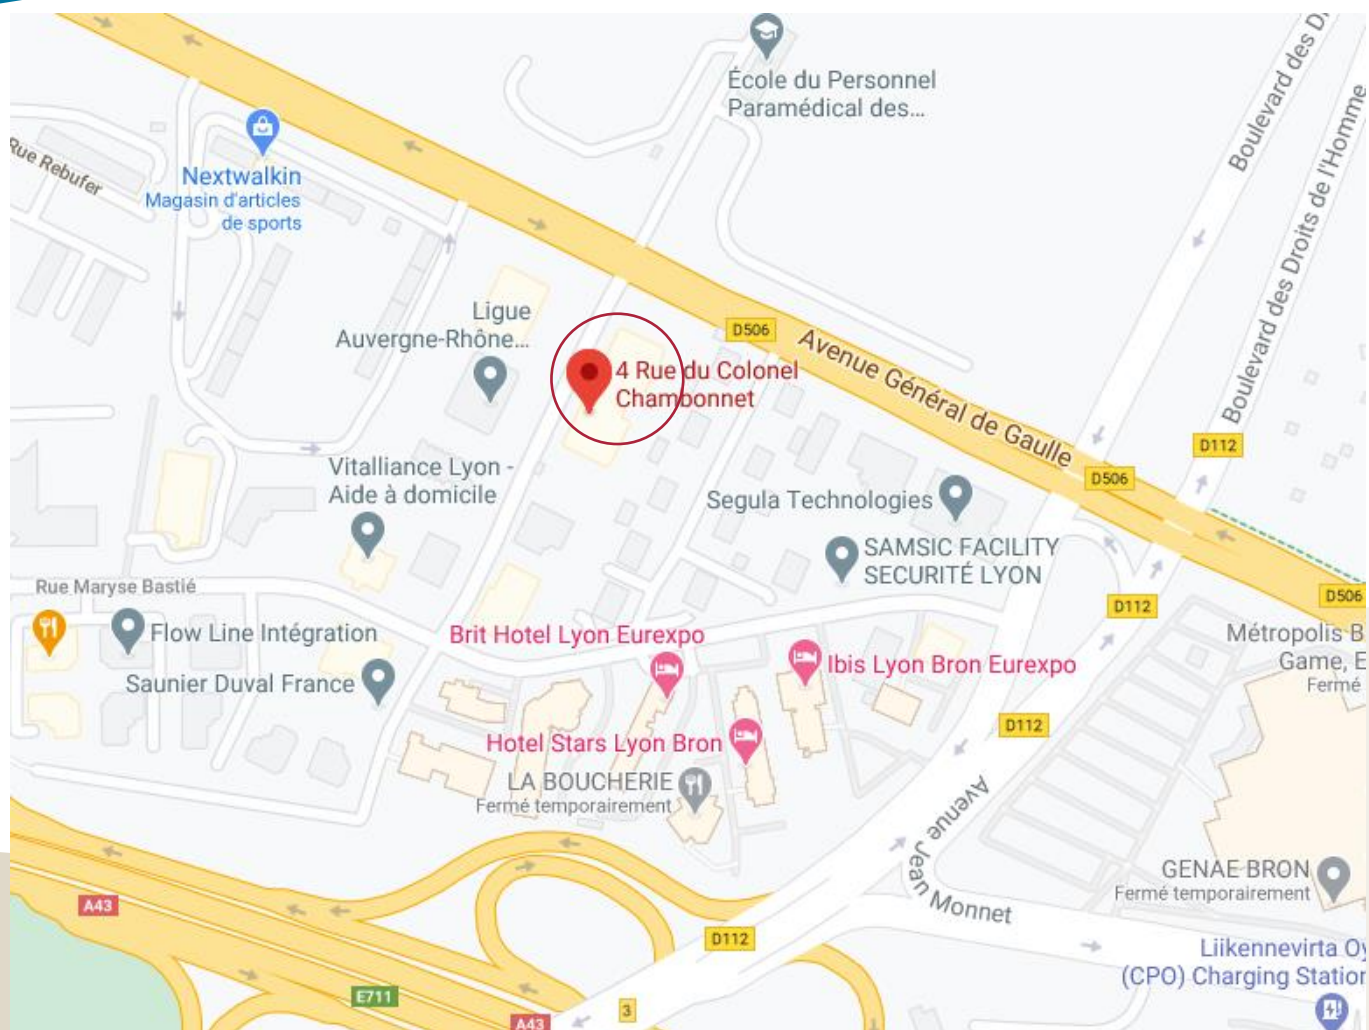 École du Personnel
Paramédical des...
Boulevard des D
Boulevard des Droits de l'Homme
Rue Rebufer
Nextwalkin
Magasin d'articles
de sports
Ligue
Auvergne-Rhône...
D506
Avenue Général de Gaulle
4 Rue du Colonel
Chambonnet
D112
D506
Vitalliance Lyon -
Aide à domicile
Segula Technologies
SAMSIC FACILITY
SECURITÉ LYON
Rue Maryse Bastié
D506
D112
Flow Line Intégration
Brit Hotel Lyon Eurexpo
Métropolis B
Game, E
Fermé
Ibis Lyon Bron Eurexpo
Saunier Duval France
D112
Hotel Stars Lyon Bron
LA BOUCHERIE
Fermé temporairement
Avenue Jean Monnet
GENAE BRON
Fermé temporairement
A43
D112
Liikennevirta Oy
(CPO) Charging Station
E711
3
A43